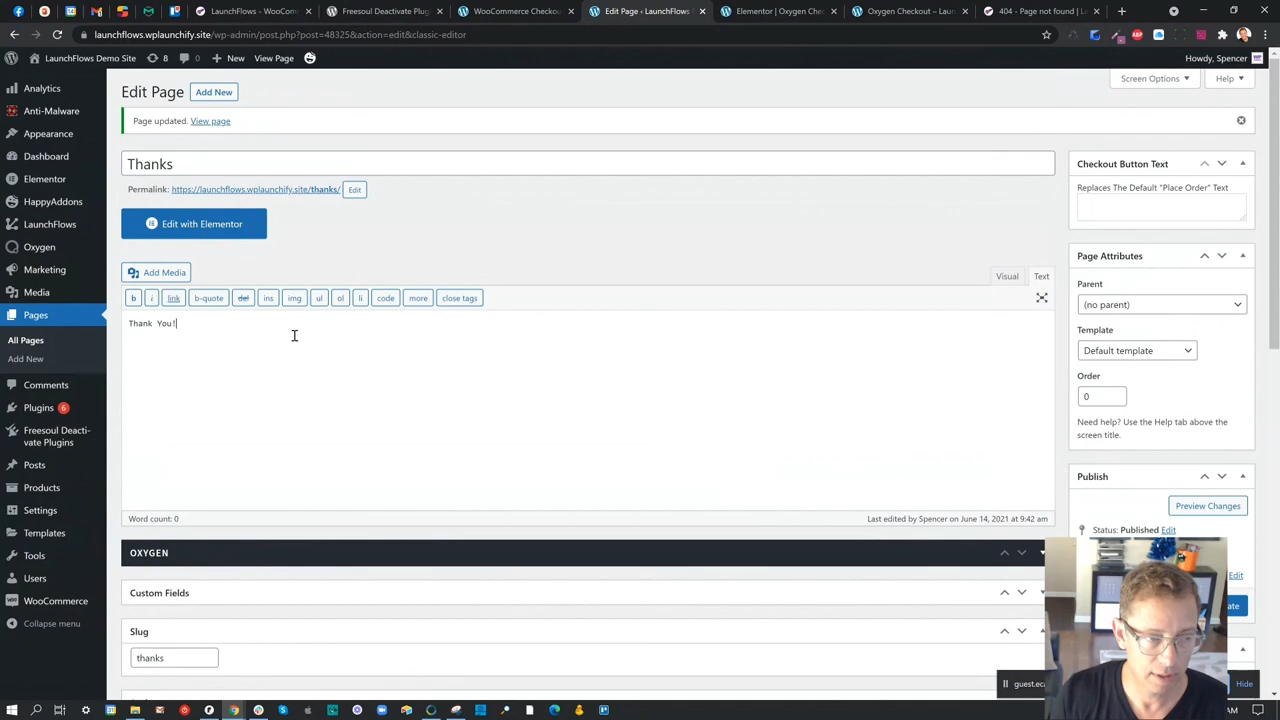 LaunchFlows - WooCom
Freesoul Deactivate Plugin
WooCommerce Checkout
Edit Page ‹ LaunchFlows
Elementor | Oxygen Check
Oxygen Checkout – Laun
404 - Page not found | Le
launchflows.wplaunchify.site/wp-admin/post.php?post=48325&action=edit&classic-editor
LaunchFlows Demo Site 8 0 + New View Page Howdy, Spencer
Screen Options Help
Edit Page Add New
Page updated. View page
Thanks
Permalink: https://launchflows.wplaunchify.site/thanks/ Edit
Edit with Elementor
Add Media
Visual Text
b i link b-quote del ins img ul ol li code more close tags
Thank You!
Word count: 0 Last edited by Spencer on June 14, 2021 at 9:42 am
OXYGEN
Custom Fields
Slug
thanks
Analytics
Anti-Malware
Appearance
Dashboard
Elementor
HappyAddons
LaunchFlows
Oxygen
Marketing
Media
Pages
All Pages
Add New
Comments
Plugins 6
Freesoul Deacti-
vate Plugins
Posts
Products
Settings
Templates
Tools
Users
WooCommerce
Collapse menu
Checkout Button Text
Replaces The Default "Place Order" Text
Page Attributes
Parent
(no parent)
Template
Default template
Order
0
Need help? Use the Help tab above the
screen title.
Publish
Preview Changes
Status: Published Edit
Edit
Hide